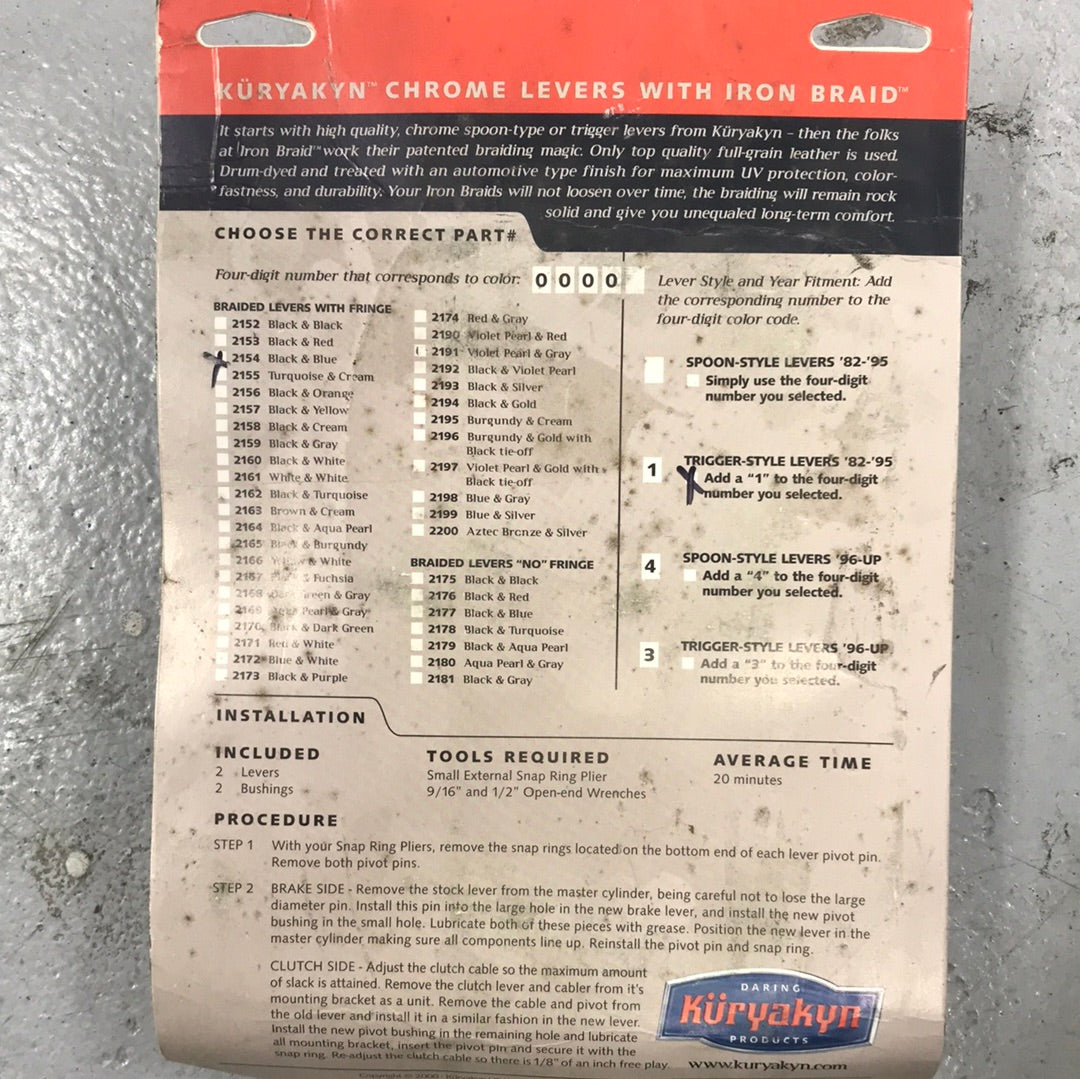 KÜRYAKYN™ CHROME LEVERS WITH IRON BRAID™
It starts with high quality, chrome spoon-type or trigger levers from Küryakyn – then the folks
at Iron Braid™ work their patented braiding magic. Only top quality full-grain leather is used.
Drum-dyed and treated with an automotive type finish for maximum UV protection, color-
fastness, and durability. Your Iron Braids will not loosen over time, the braiding will remain rock
solid and give you unequaled long-term comfort.
CHOOSE THE CORRECT PART#
Four-digit number that corresponds to color: 0 0 0 0
BRAIDED LEVERS WITH FRINGE
2152 Black & Black
2153 Black & Red
2154 Black & Blue
2155 Turquoise & Cream
2156 Black & Orange
2157 Black & Yellow
2158 Black & Cream
2159 Black & Gray
2160 Black & White
2161 White & White
2162 Black & Turquoise
2163 Brown & Cream
2164 Black & Aqua Pearl
2165 Black & Burgundy
2166 & White
2167 & Fuchsia
2168 Green & Gray
2169 Aqua Pearl & Gray
2170 Black & Dark Green
2171 Red & White
2172 Blue & White
2173 Black & Purple
2174 Red & Gray
2190 Violet Pearl & Red
2191 Violet Pearl & Gray
2192 Black & Violet Pearl
2193 Black & Silver
2194 Black & Gold
2195 Burgundy & Cream
2196 Burgundy & Gold with
Black tie-off
2197 Violet Pearl & Gold with
Black tie-off
2198 Blue & Gray
2199 Blue & Silver
2200 Aztec Bronze & Silver
BRAIDED LEVERS "NO" FRINGE
2175 Black & Black
2176 Black & Red
2177 Black & Blue
2178 Black & Turquoise
2179 Black & Aqua Pearl
2180 Aqua Pearl & Gray
2181 Black & Gray
Lever Style and Year Fitment: Add
the corresponding number to the
four-digit color code.
SPOON-STYLE LEVERS '82-'95
Simply use the four-digit
number you selected.
1 TRIGGER-STYLE LEVERS '82-'95
X Add a "1" to the four-digit
number you selected.
4 SPOON-STYLE LEVERS '96-UP
Add a "4" to the four-digit
number you selected.
3 TRIGGER-STYLE LEVERS '96-UP
Add a "3" to the four-digit
number you selected.
INSTALLATION
INCLUDED
2 Levers
2 Bushings
TOOLS REQUIRED
Small External Snap Ring Plier
9/16" and 1/2" Open-end Wrenches
AVERAGE TIME
20 minutes
PROCEDURE
STEP 1 With your Snap Ring Pliers, remove the snap rings located on the bottom end of each lever pivot pin.
Remove both pivot pins.
STEP 2 BRAKE SIDE - Remove the stock lever from the master cylinder, being careful not to lose the large
diameter pin. Install this pin into the large hole in the new brake lever, and install the new pivot
bushing in the small hole. Lubricate both of these pieces with grease. Position the new lever in the
master cylinder making sure all components line up. Reinstall the pivot pin and snap ring.
CLUTCH SIDE - Adjust the clutch cable so the maximum amount
of slack is attained. Remove the clutch lever and cabler from it's
mounting bracket as a unit. Remove the cable and pivot from
the old lever and install it in a similar fashion in the new lever.
Install the new pivot bushing in the remaining hole and lubricate
all mounting bracket, insert the pivot pin and secure it with the
snap ring. Re-adjust the clutch cable so there is 1/8" of an inch free play.
DARING
Küryakyn
PRODUCTS
www.kuryakyn.com